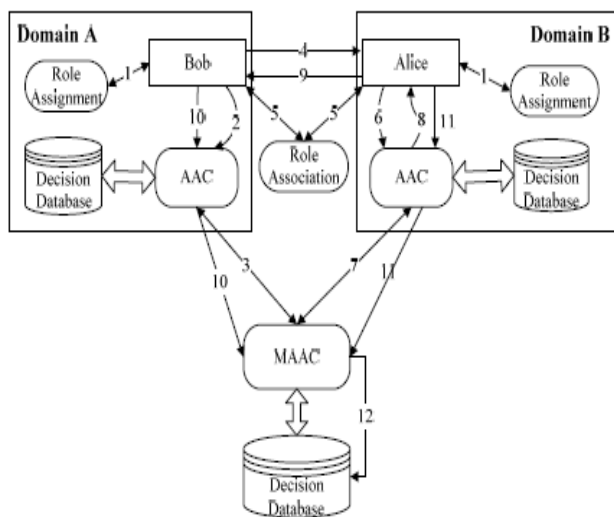 Domain A
Domain B
Bob
Alice
4
9
1
1
Role
Assignment
Role
Assignment
10
2
5
5
6
8
11
Role
Association
Decision
Database
AAC
AAC
Decision
Database
10
3
7
11
MAAC
12
Decision
Database